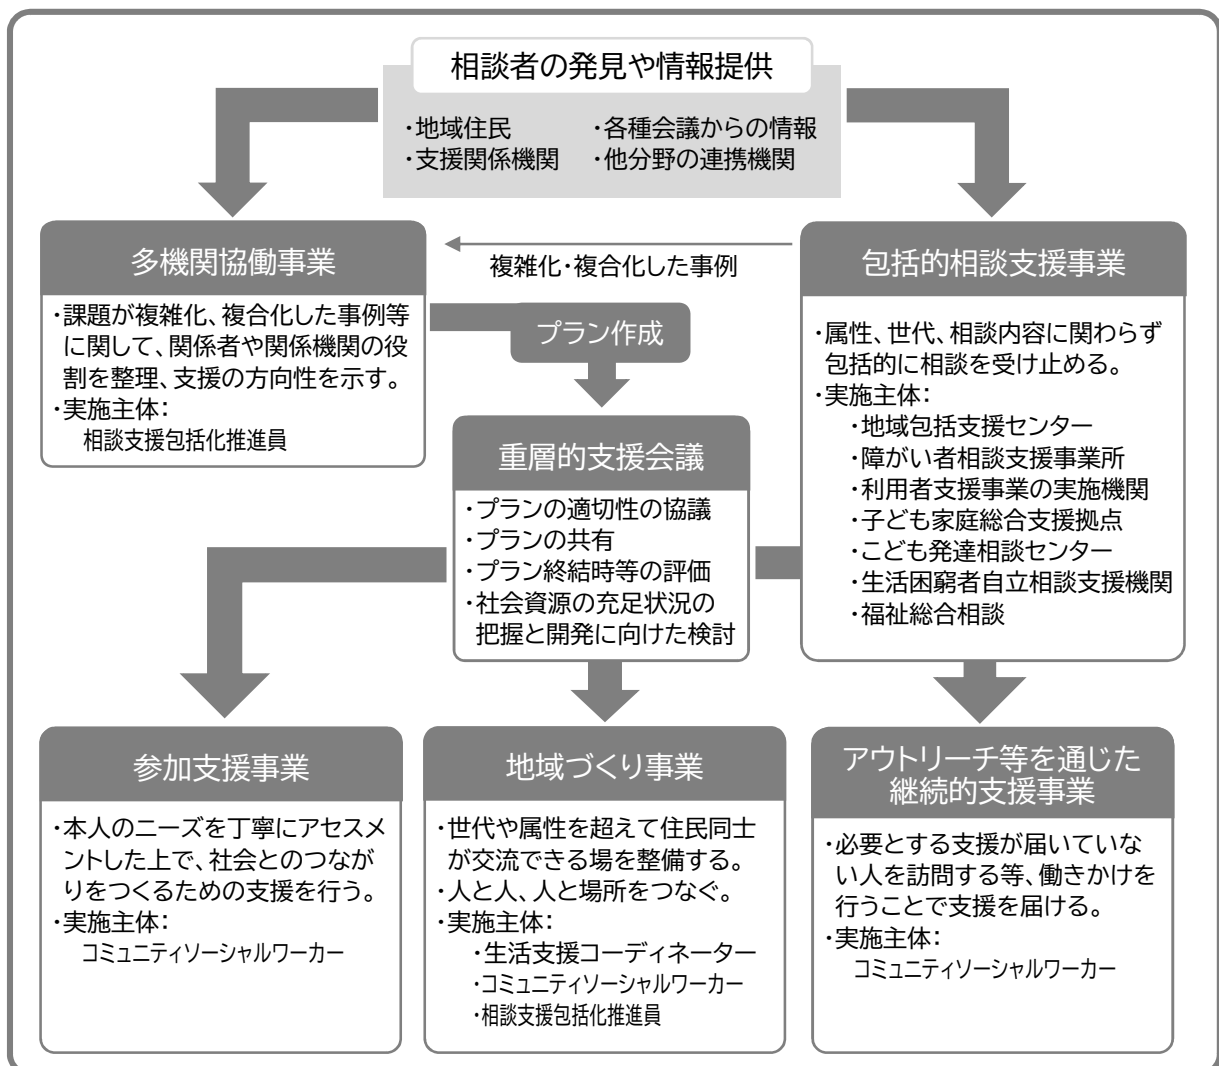 相談者の発見や情報提供
・地域住民
・支援関係機関
・各種会議からの情報
・他分野の連携機関
多機関協働事業
・課題が複雑化、複合化した事例等
に関して、関係者や関係機関の役
割を整理、支援の方向性を示す。
・実施主体：
相談支援包括化推進員
複雑化・複合化した事例
プラン作成
包括的相談支援事業
・属性、世代、相談内容に関わらず
包括的に相談を受け止める。
・実施主体：
・地域包括支援センター
・障がい者相談支援事業所
・利用者支援事業の実施機関
・子ども家庭総合支援拠点
・こども発達相談センター
・生活困窮者自立相談支援機関
・福祉総合相談
重層的支援会議
・プランの適切性の協議
・プランの共有
・プラン終結時等の評価
・社会資源の充足状況の
把握と開発に向けた検討
参加支援事業
・本人のニーズを丁寧にアセスメ
ントした上で、社会とのつなが
りをつくるための支援を行う。
・実施主体：
コミュニティソーシャルワーカー
地域づくり事業
・世代や属性を超えて住民同士
が交流できる場を整備する。
・人と人、人と場所をつなぐ。
・実施主体：
・生活支援コーディネーター
・コミュニティソーシャルワーカー
・相談支援包括化推進員
アウトリーチ等を通じた
継続的支援事業
・必要とする支援が届いていな
い人を訪問する等、働きかけを
行うことで支援を届ける。
・実施主体：
コミュニティソーシャルワーカー